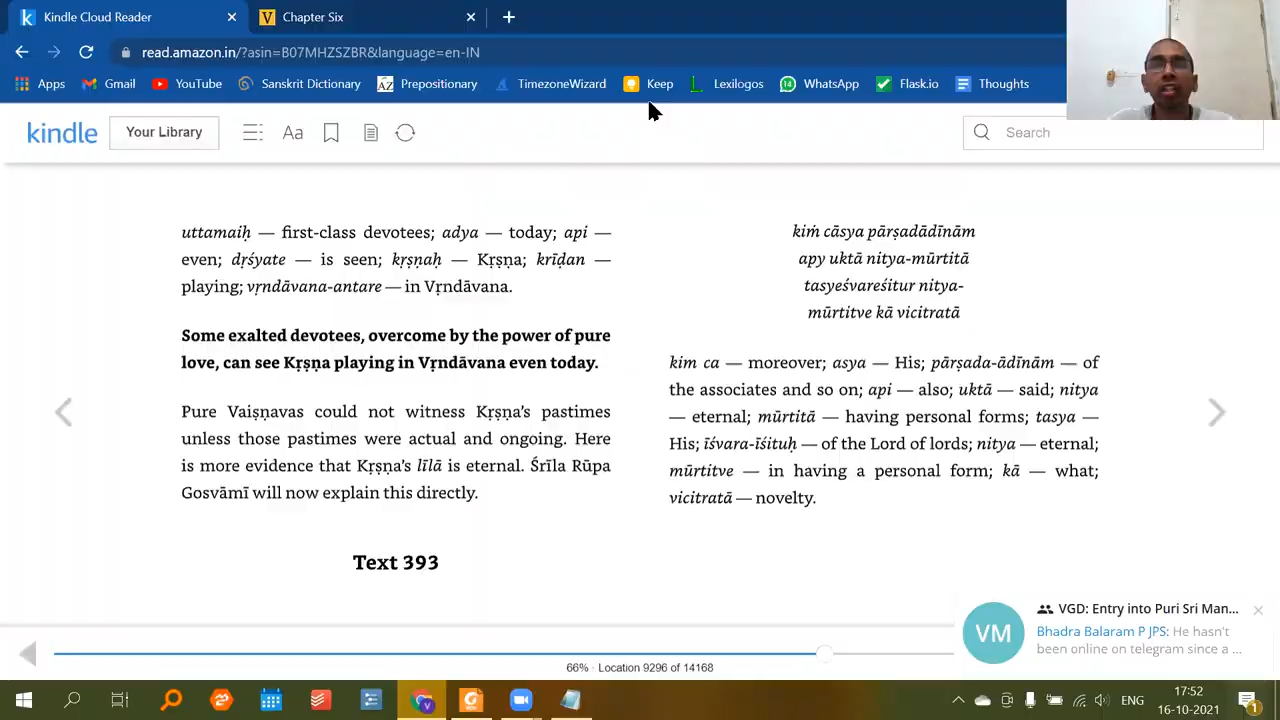 Kindle Cloud Reader
Chapter Six
read.amazon.in/?asin=B07MHZSZBR&language=en-IN
Apps
Gmail
YouTube
Sanskrit Dictionary
Prepositionary
TimezoneWizard
Keep
Lexilogos
WhatsApp
Flask.io
Thoughts
kindle
Your Library
Aa
Search
uttamaiḥ — first-class devotees; adya — today; api —
even; dṛśyate — is seen; kṛṣṇaḥ — Kṛṣṇa; krīḍan —
playing; vṛndāvana-antare — in Vṛndāvana.
Some exalted devotees, overcome by the power of pure
love, can see Kṛṣṇa playing in Vṛndāvana even today.
Pure Vaiṣṇavas could not witness Kṛṣṇa’s pastimes
unless those pastimes were actual and ongoing. Here
is more evidence that Kṛṣṇa’s līlā is eternal. Śrīla Rūpa
Gosvāmī will now explain this directly.
Text 393
kiṁ cāsya pārṣadādīnām
apy uktā nitya-mūrtitā
tasyeśvareśitur nitya-
mūrtitve kā vicitratā
kim ca — moreover; asya — His; pārṣada-ādīnām — of
the associates and so on; api — also; uktā — said; nitya
— eternal; mūrtitā — having personal forms; tasya —
His; īśvara-īśituḥ — of the Lord of lords; nitya — eternal;
mūrtitve — in having a personal form; kā — what;
vicitratā — novelty.
VM
VGD: Entry into Puri Sri Man...
Bhadra Balaram P JPS: He hasn't
been online on telegram since a ...
66% · Location 9296 of 14168
ENG
17:52
16-10-2021
1